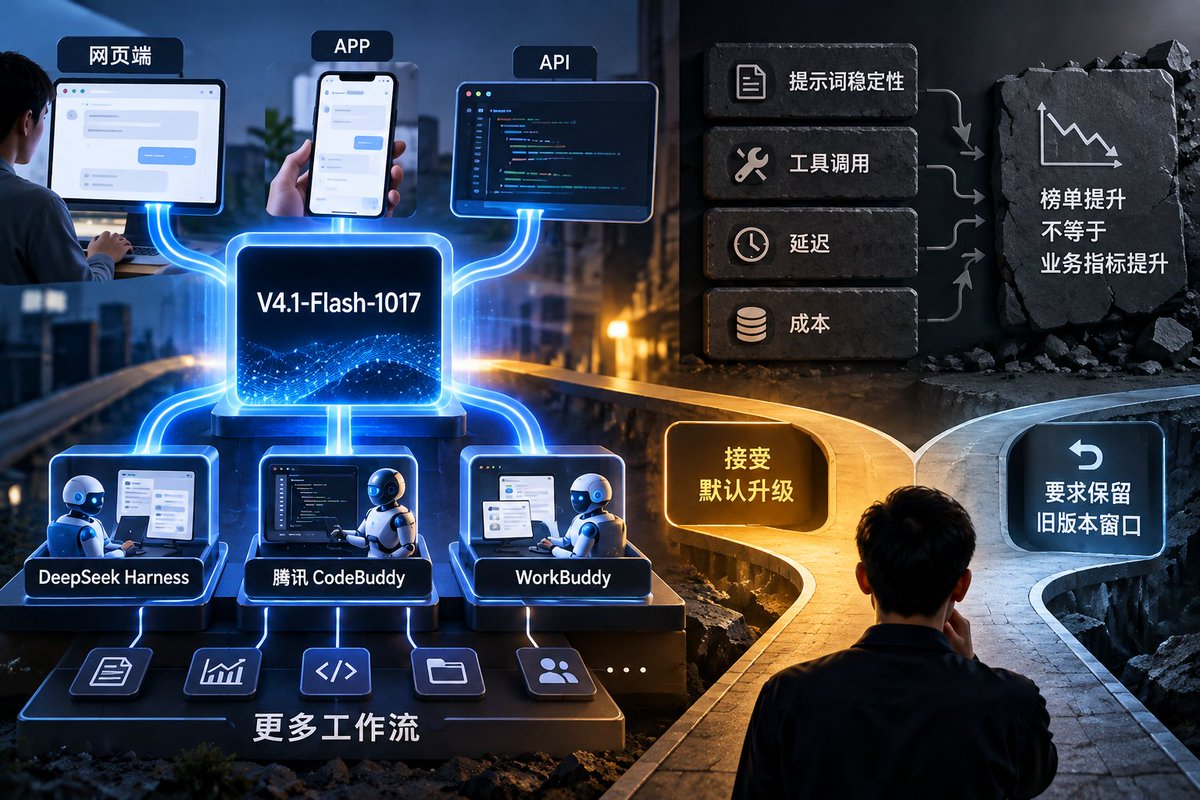 网页端
APP
API
V4.1-Flash-1017
DeepSeek Harness
腾讯 CodeBuddy
WorkBuddy
更多工作流
提示词稳定性
工具调用
延迟
成本
榜单提升
不等于
业务指标提升
接受
默认升级
要求保留
旧版本窗口